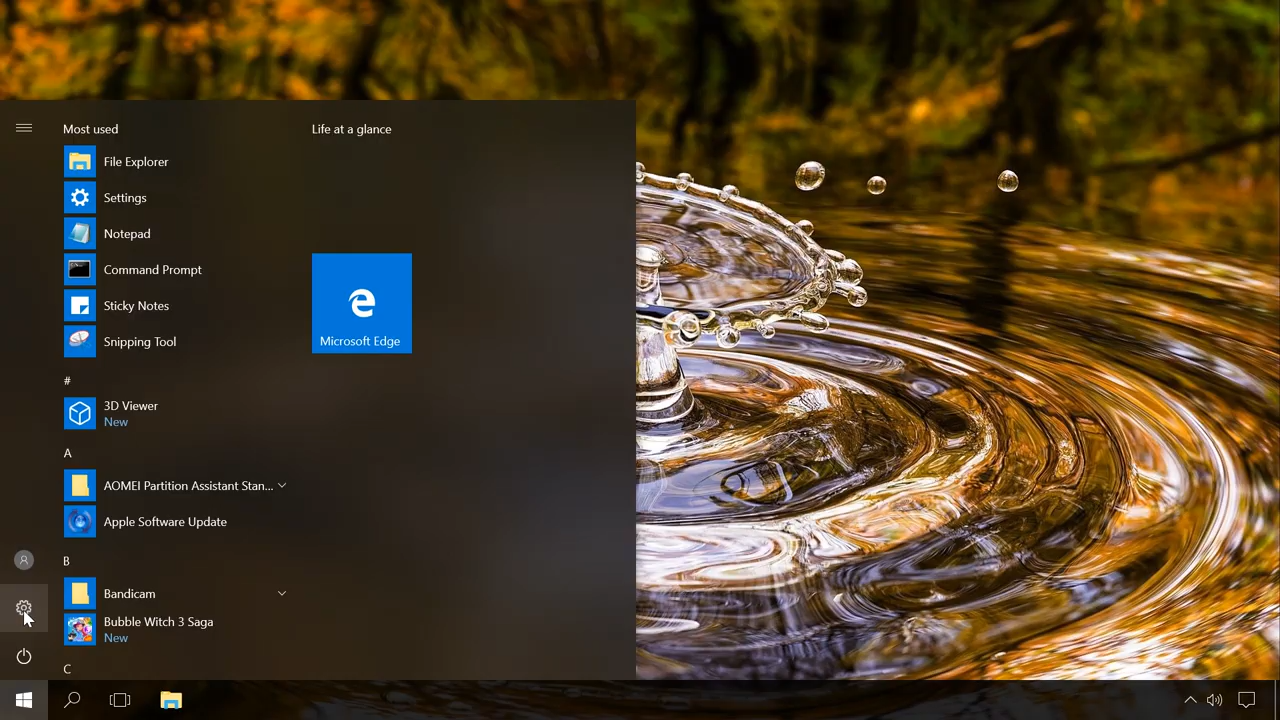 Most used
File Explorer
Settings
Notepad
Command Prompt
Sticky Notes
Snipping Tool
#
3D Viewer
New
A
AOMEI Partition Assistant Stan...
Apple Software Update
B
Bandicam
Bubble Witch 3 Saga
New
C
Life at a glance
Microsoft Edge